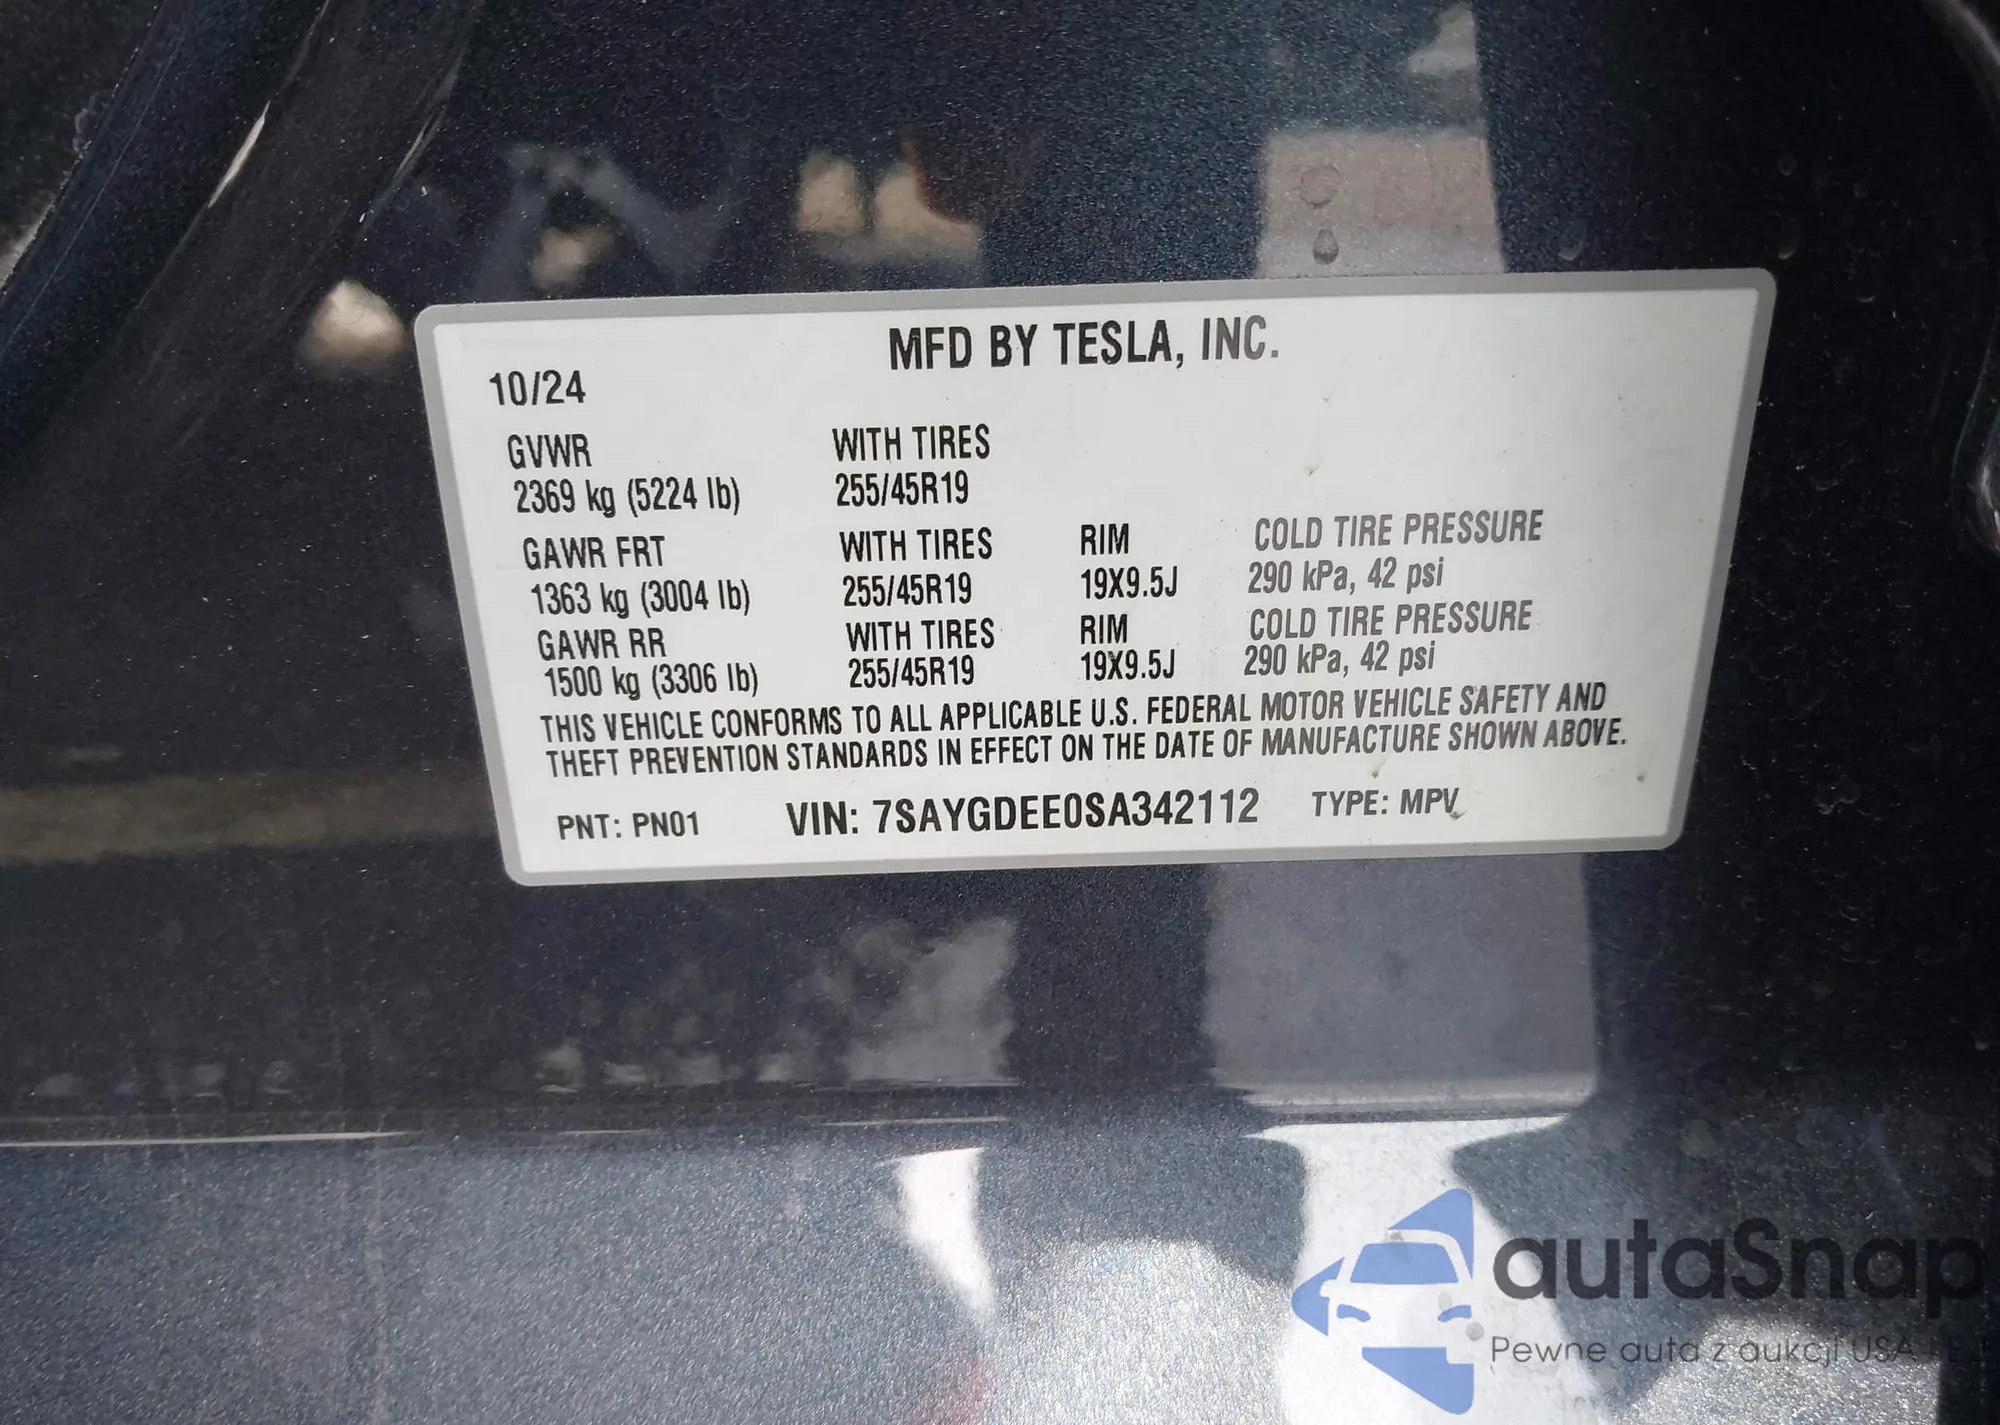 MFD BY TESLA, INC.
10/24
GVWR WITH TIRES
2369 kg (5224 lb) 255/45R19
GAWR FRT WITH TIRES RIM COLD TIRE PRESSURE
1363 kg (3004 lb) 255/45R19 19X9.5J 290 kPa, 42 psi
GAWR RR WITH TIRES RIM COLD TIRE PRESSURE
1500 kg (3306 lb) 255/45R19 19X9.5J 290 kPa, 42 psi
THIS VEHICLE CONFORMS TO ALL APPLICABLE U.S. FEDERAL MOTOR VEHICLE SAFETY AND
THEFT PREVENTION STANDARDS IN EFFECT ON THE DATE OF MANUFACTURE SHOWN ABOVE.
PNT: PN01 VIN: 7SAYGDEE0SA342112 TYPE: MPV
autaSnap
Pewne auta z aukcji USA